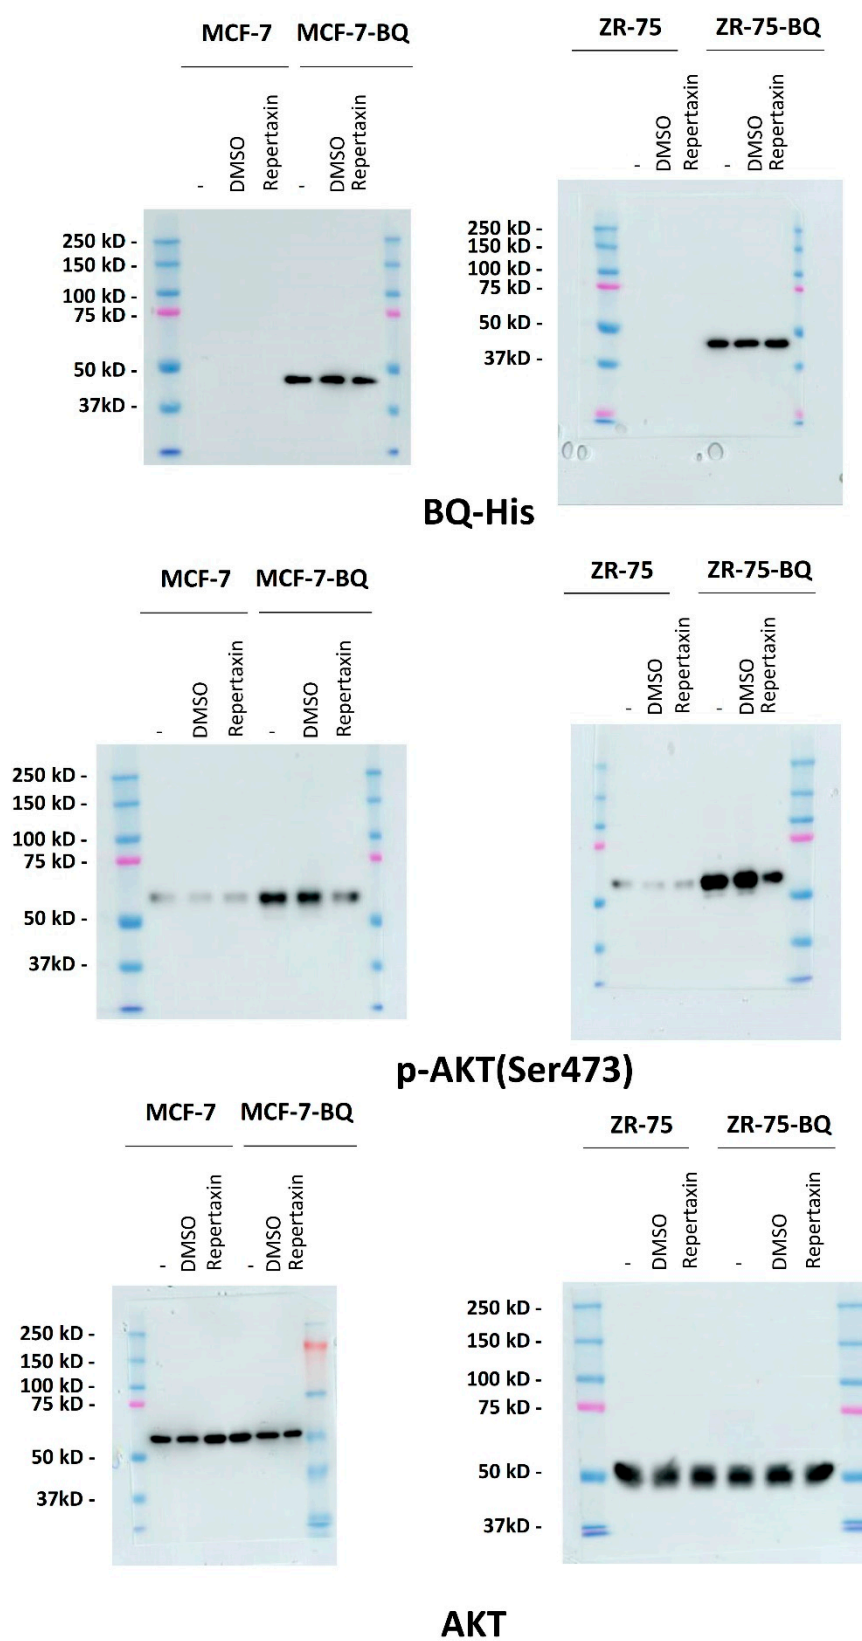 MCF-7 MCF-7-BQ
- DMSO Repertaxin - DMSO Repertaxin
250 kD -
150 kD -
100 kD -
75 kD -
50 kD -
37kD -
ZR-75 ZR-75-BQ
- DMSO Repertaxin - DMSO Repertaxin
250 kD -
150 kD -
100 kD -
75 kD -
50 kD -
37kD -
BQ-His
MCF-7 MCF-7-BQ
- DMSO Repertaxin - DMSO Repertaxin
250 kD -
150 kD -
100 kD -
75 kD -
50 kD -
37kD -
ZR-75 ZR-75-BQ
- DMSO Repertaxin - DMSO Repertaxin
p-AKT(Ser473)
MCF-7 MCF-7-BQ
- DMSO Repertaxin - DMSO Repertaxin
250 kD -
150 kD -
100 kD -
75 kD -
50 kD -
37kD -
ZR-75 ZR-75-BQ
- DMSO Repertaxin - DMSO Repertaxin
250 kD -
150 kD -
100 kD -
75 kD -
50 kD -
37kD -
AKT